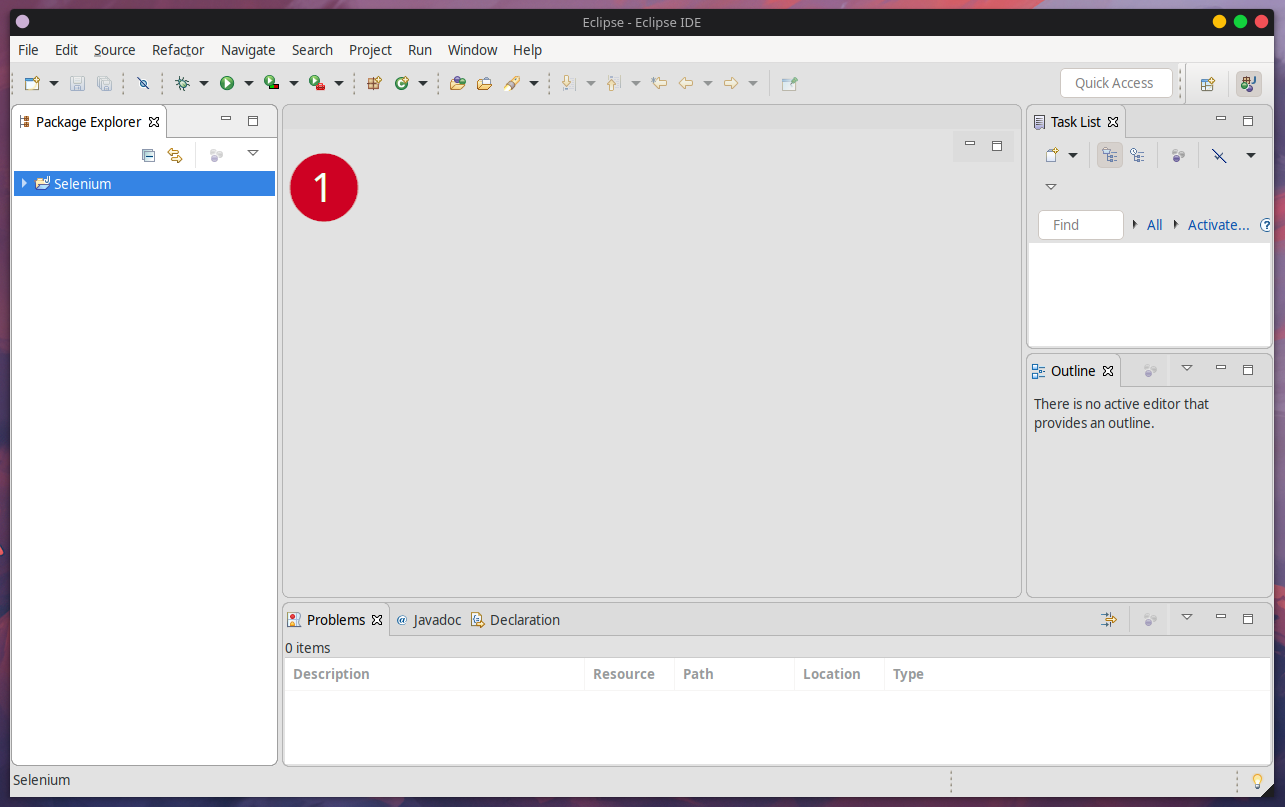 Eclipse - Eclipse IDE
File Edit Source Refactor Navigate Search Project Run Window Help
Quick Access
Package Explorer
Selenium
1
Task List
Find All Activate...
Outline
There is no active editor that
provides an outline.
Problems Javadoc Declaration
0 items
Description Resource Path Location Type
Selenium